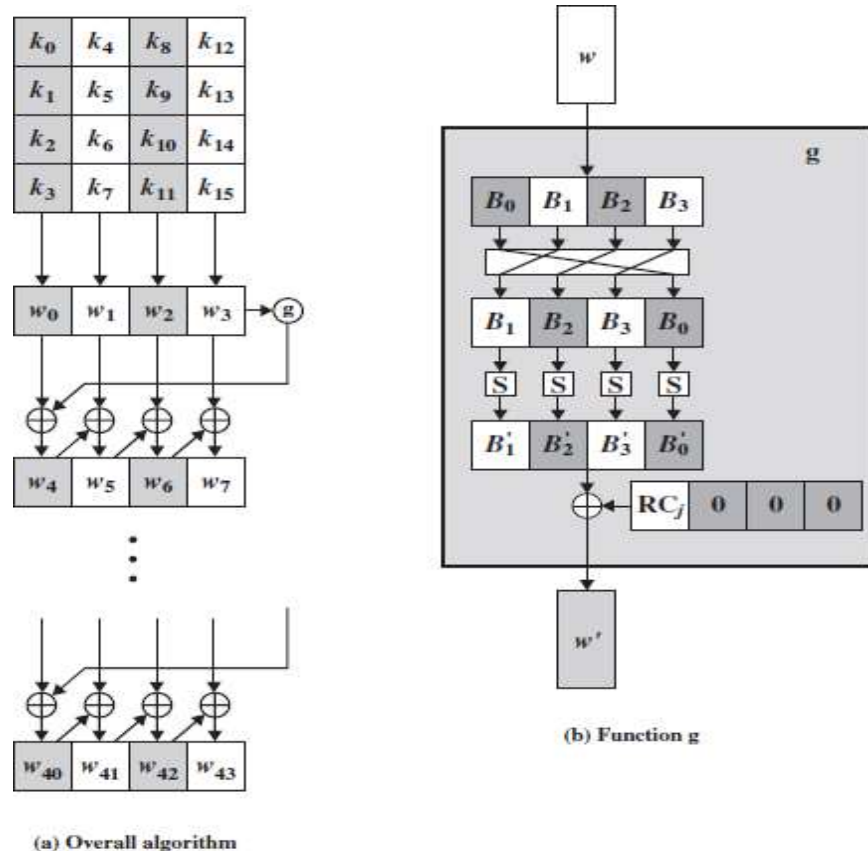 k0 k4 k8 k12
k1 k5 k9 k13
k2 k6 k10 k14
k3 k7 k11 k15
w0 w1 w2 w3 g
w4 w5 w6 w7
w40 w41 w42 w43
(a) Overall algorithm
w
g
B0 B1 B2 B3
B1 B2 B3 B0
S S S S
B'1 B'2 B'3 B'0
RCj 0 0 0
w'
(b) Function g